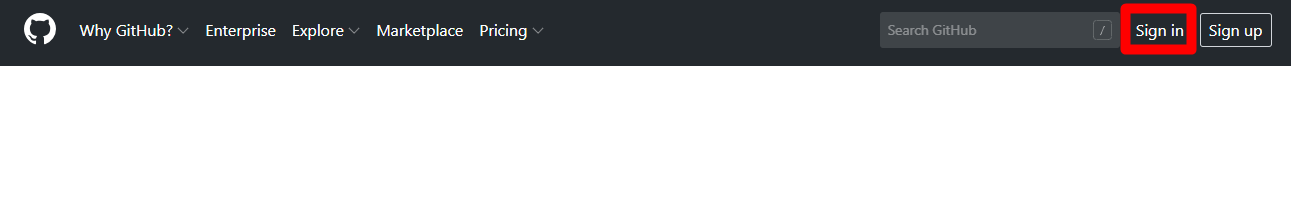 Why GitHub? Enterprise Explore Marketplace Pricing Search GitHub / Sign in Sign up